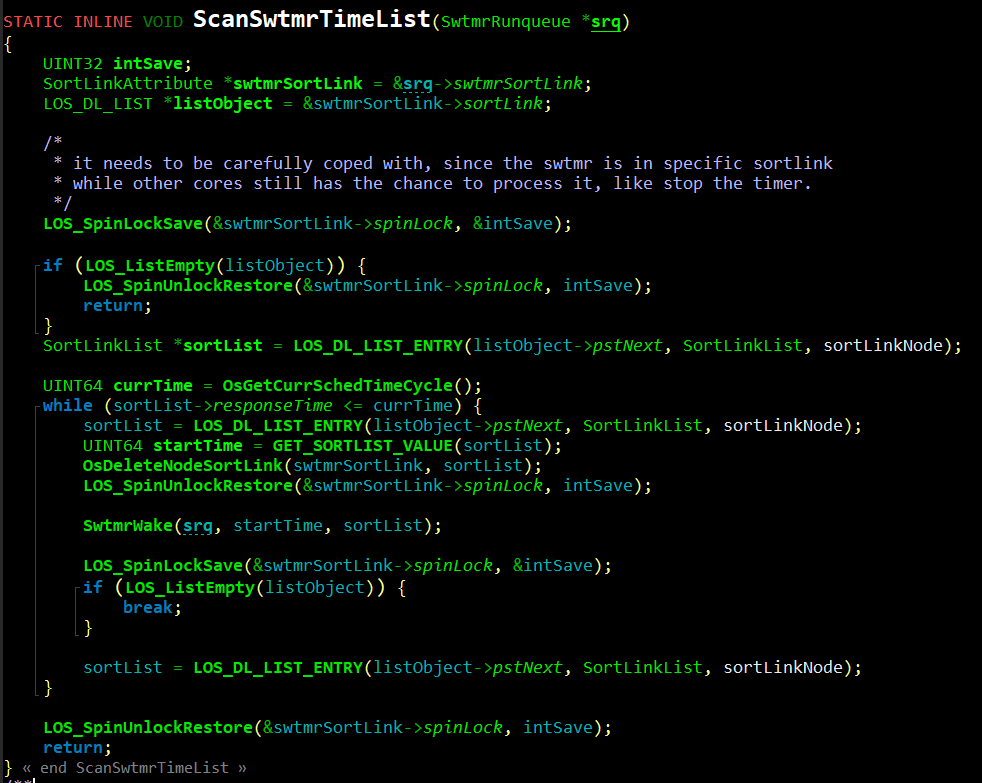 STATIC INLINE VOID ScanSwtmrTimeList(SwtmrRunqueue *srq)
{
    UINT32 intSave;
    SortLinkAttribute *swtmrSortLink = &srq->swtmrSortLink;
    LOS_DL_LIST *listObject = &swtmrSortLink->sortLink;

    /*
     * it needs to be carefully coped with, since the swtmr is in specific sortlink
     * while other cores still has the chance to process it, like stop the timer.
     */
    LOS_SpinLockSave(&swtmrSortLink->spinLock, &intSave);

    if (LOS_ListEmpty(listObject)) {
        LOS_SpinUnlockRestore(&swtmrSortLink->spinLock, intSave);
        return;
    }
    SortLinkList *sortList = LOS_DL_LIST_ENTRY(listObject->pstNext, SortLinkList, sortLinkNode);

    UINT64 currTime = OsGetCurrSchedTimeCycle();
    while (sortList->responseTime <= currTime) {
        sortList = LOS_DL_LIST_ENTRY(listObject->pstNext, SortLinkList, sortLinkNode);
        UINT64 startTime = GET_SORTLIST_VALUE(sortList);
        OsDeleteNodeSortLink(swtmrSortLink, sortList);
        LOS_SpinUnlockRestore(&swtmrSortLink->spinLock, intSave);

        SwtmrWake(srq, startTime, sortList);

        LOS_SpinLockSave(&swtmrSortLink->spinLock, &intSave);
        if (LOS_ListEmpty(listObject)) {
            break;
        }

        sortList = LOS_DL_LIST_ENTRY(listObject->pstNext, SortLinkList, sortLinkNode);
    }

    LOS_SpinUnlockRestore(&swtmrSortLink->spinLock, intSave);
    return;
} « end ScanSwtmrTimeList »